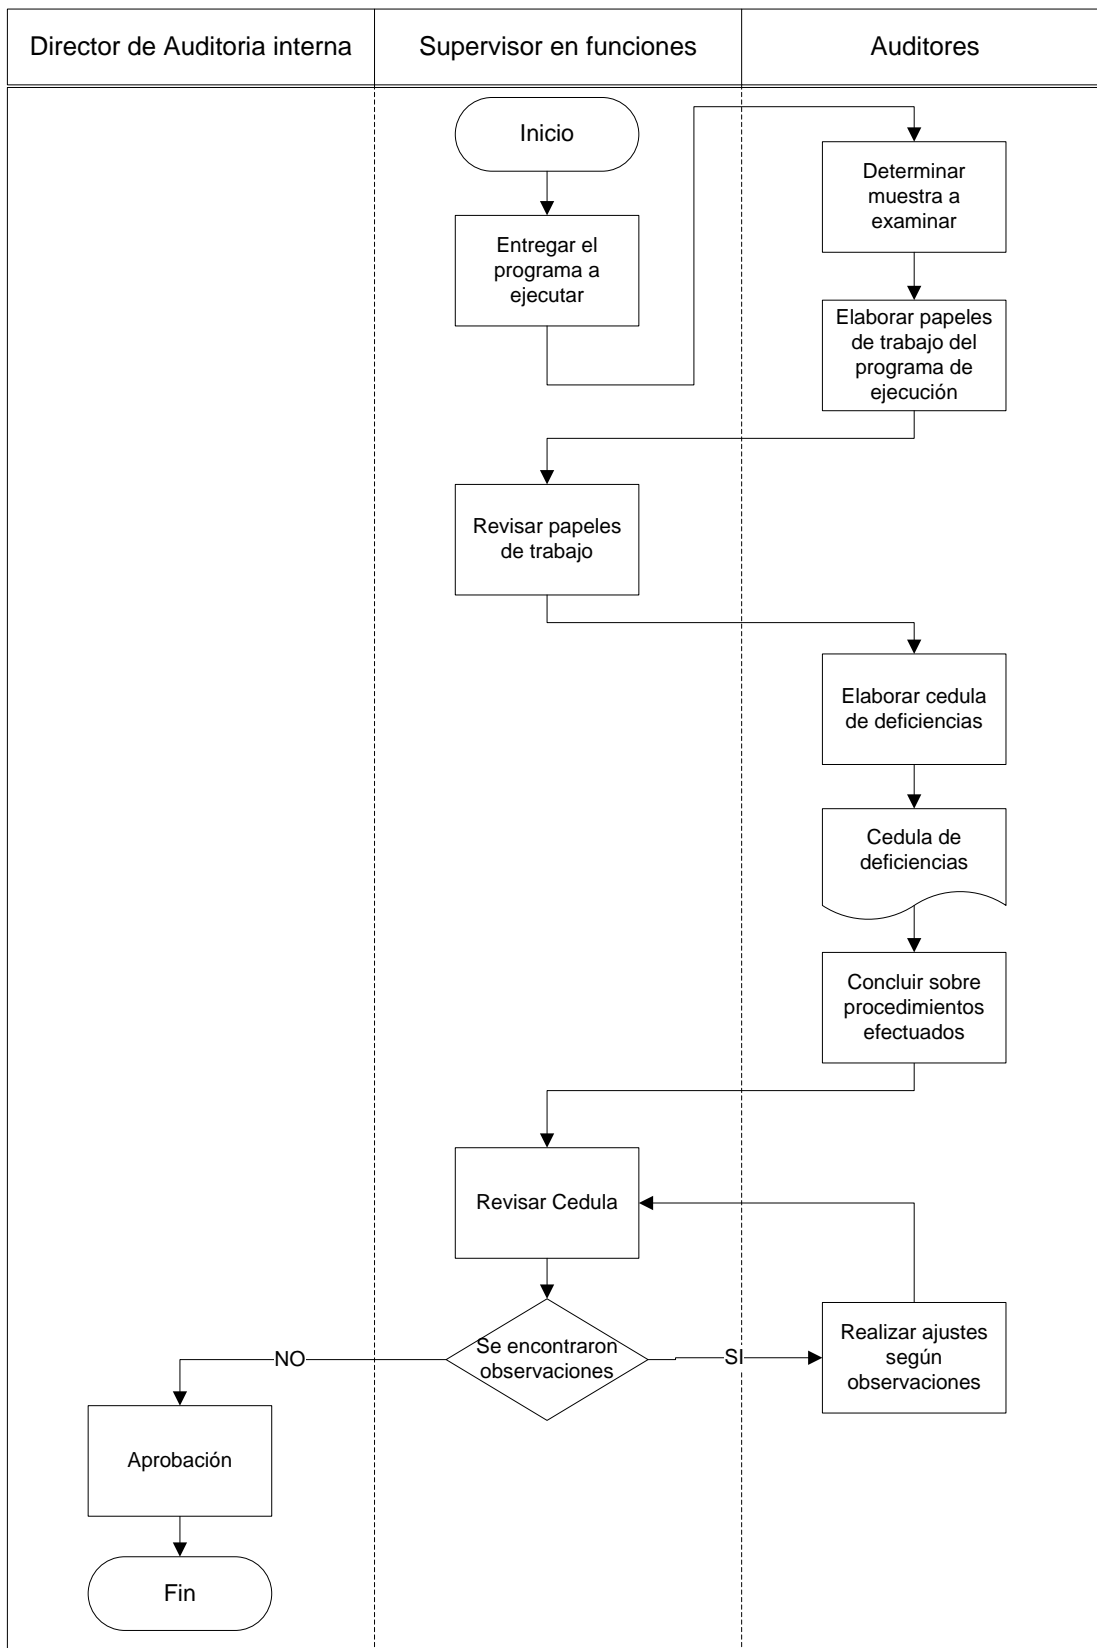 Director de Auditoria interna
Supervisor en funciones
Auditores
Inicio
Determinar
muestra a
examinar
Entregar el
programa a
ejecutar
Elaborar papeles
de trabajo del
programa de
ejecución
Revisar papeles
de trabajo
Elaborar cedula
de deficiencias
Cedula de
deficiencias
Concluir sobre
procedimientos
efectuados
Revisar Cedula
Se encontraron
observaciones
NO
SI
Realizar ajustes
según
observaciones
Aprobación
Fin